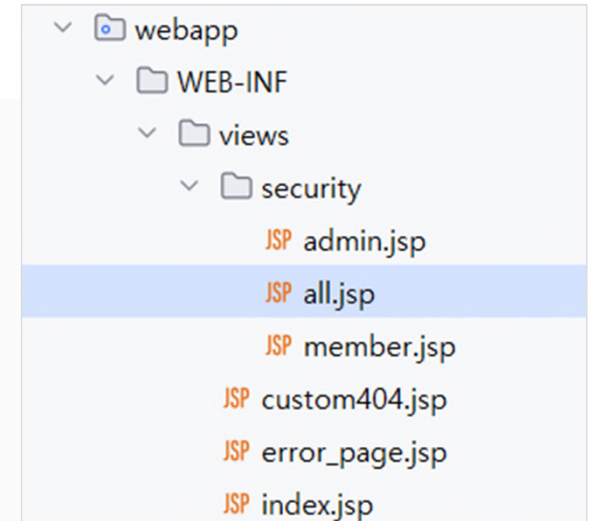 webapp
WEB-INF
views
security
JSP admin.jsp
JSP all.jsp
JSP member.jsp
JSP custom404.jsp
JSP error_page.jsp
JSP index.jsp